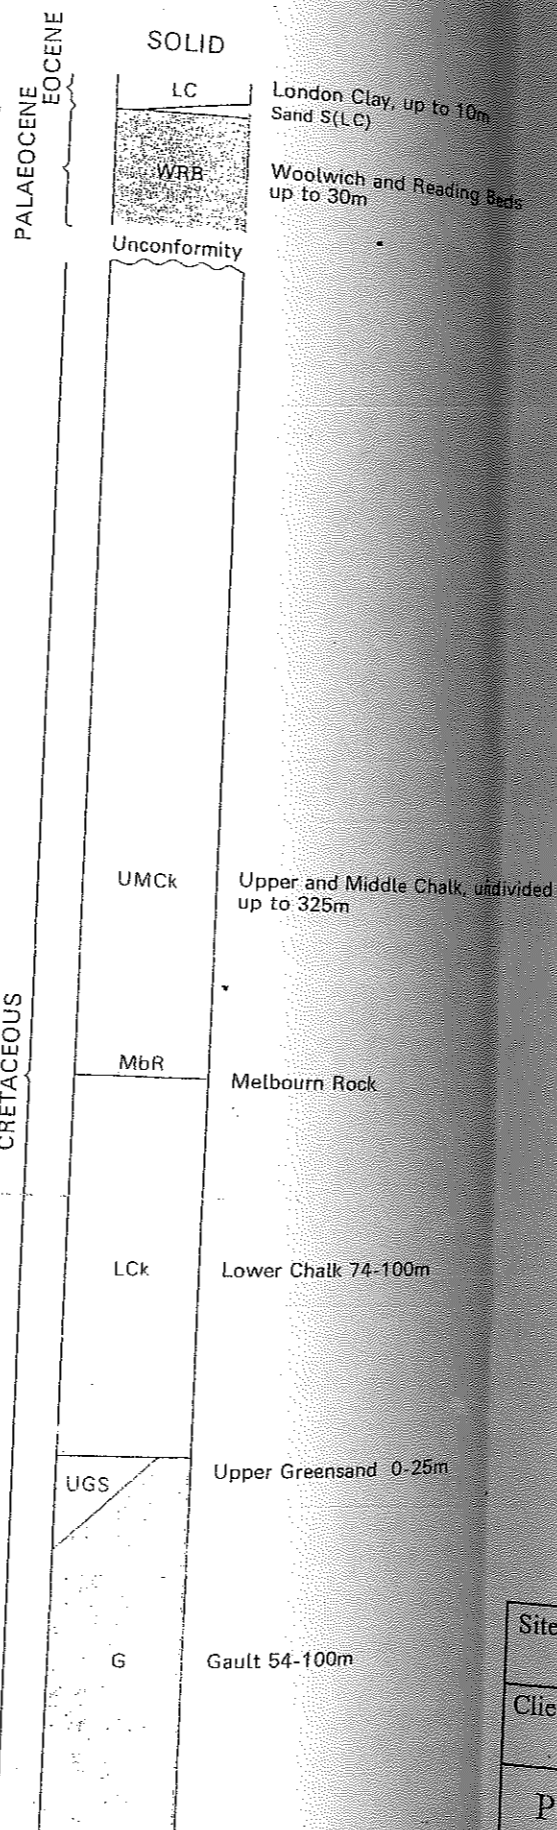 SOLID
EOCENE
PALAEOCENE
LC
London Clay, up to 10m
Sand S(LC)
WRB
Woolwich and Reading Beds
up to 30m
Unconformity
UMCk
Upper and Middle Chalk, undivided
up to 325m
CRETACEOUS
MbR
Melbourn Rock
LCk
Lower Chalk 74-100m
UGS
Upper Greensand 0-25m
G
Gault 54-100m
Site
Clie
P